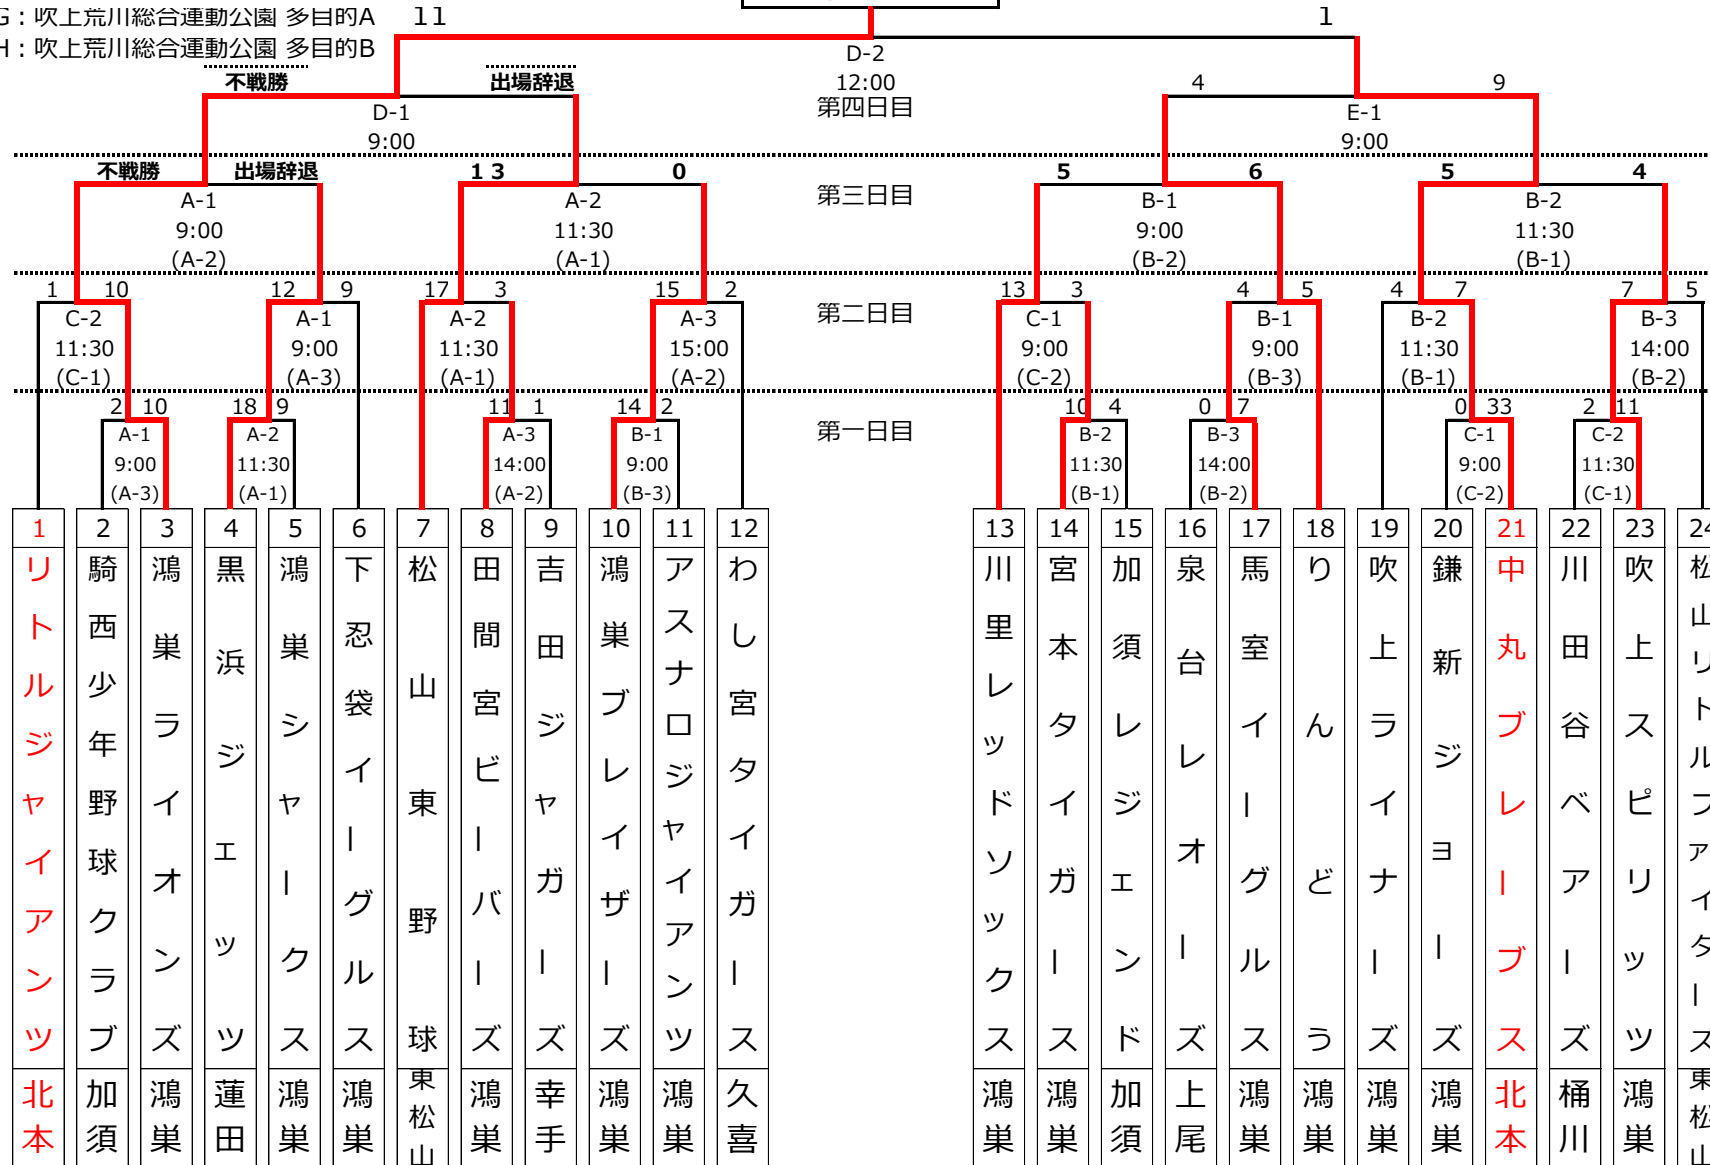 G：吹上荒川総合運動公園 多目的A 11 1
H：吹上荒川総合運動公園 多目的B
D-2
不戦勝 出場辞退 12:00 4 9
第四日目
D-1 E-1
9:00 9:00
不戦勝 出場辞退 13 0 5 6 5 4
第三日目
A-1 A-2 B-1 B-2
9:00 11:30 9:00 11:30
(A-2) (A-1) (B-2) (B-1)
1 10 12 9 17 3 15 2 13 3 4 5 4 7 7 5
第二日目
C-2 A-1 A-2 A-3 C-1 B-1 B-2 B-3
11:30 9:00 11:30 15:00 9:00 9:00 11:30 14:00
(C-1) (A-3) (A-1) (A-2) (C-2) (B-3) (B-1) (B-2)
2 10 18 9 11 1 14 2 10 4 0 7 0 33 2 11
第一日目
A-1 A-2 A-3 B-1 B-2 B-3 C-1 C-2
9:00 11:30 14:00 9:00 11:30 14:00 9:00 11:30
(A-3) (A-1) (A-2) (B-3) (B-1) (B-2) (C-2) (C-1)
1 リトルジャイアンツ 北本
2 騎西少年野球クラブ 加須
3 鴻巣ライオンズ 鴻巣
4 黒浜ジェッツ 蓮田
5 鴻巣シャークス 鴻巣
6 下忍袋イーグルス 鴻巣
7 松山東野球 東松山
8 田間宮ビーバーズ 鴻巣
9 吉田ジャガーズ 幸手
10 鴻巣ブレイザーズ 鴻巣
11 アスナロジャイアンツ 鴻巣
12 わし宮タイガース 久喜
13 川里レッドソックス 鴻巣
14 宮本タイガース 鴻巣
15 加須レジェンド 加須
16 泉台レオーズ 上尾
17 馬室イーグルス 鴻巣
18 りんどう 鴻巣
19 吹上ライナーズ 鴻巣
20 鎌新ジョーズ 鴻巣
21 中丸ブレーブス 北本
22 川田谷ベアーズ 桶川
23 吹上スピリッツ 鴻巣
24 松山リトルファイターズ 東松山